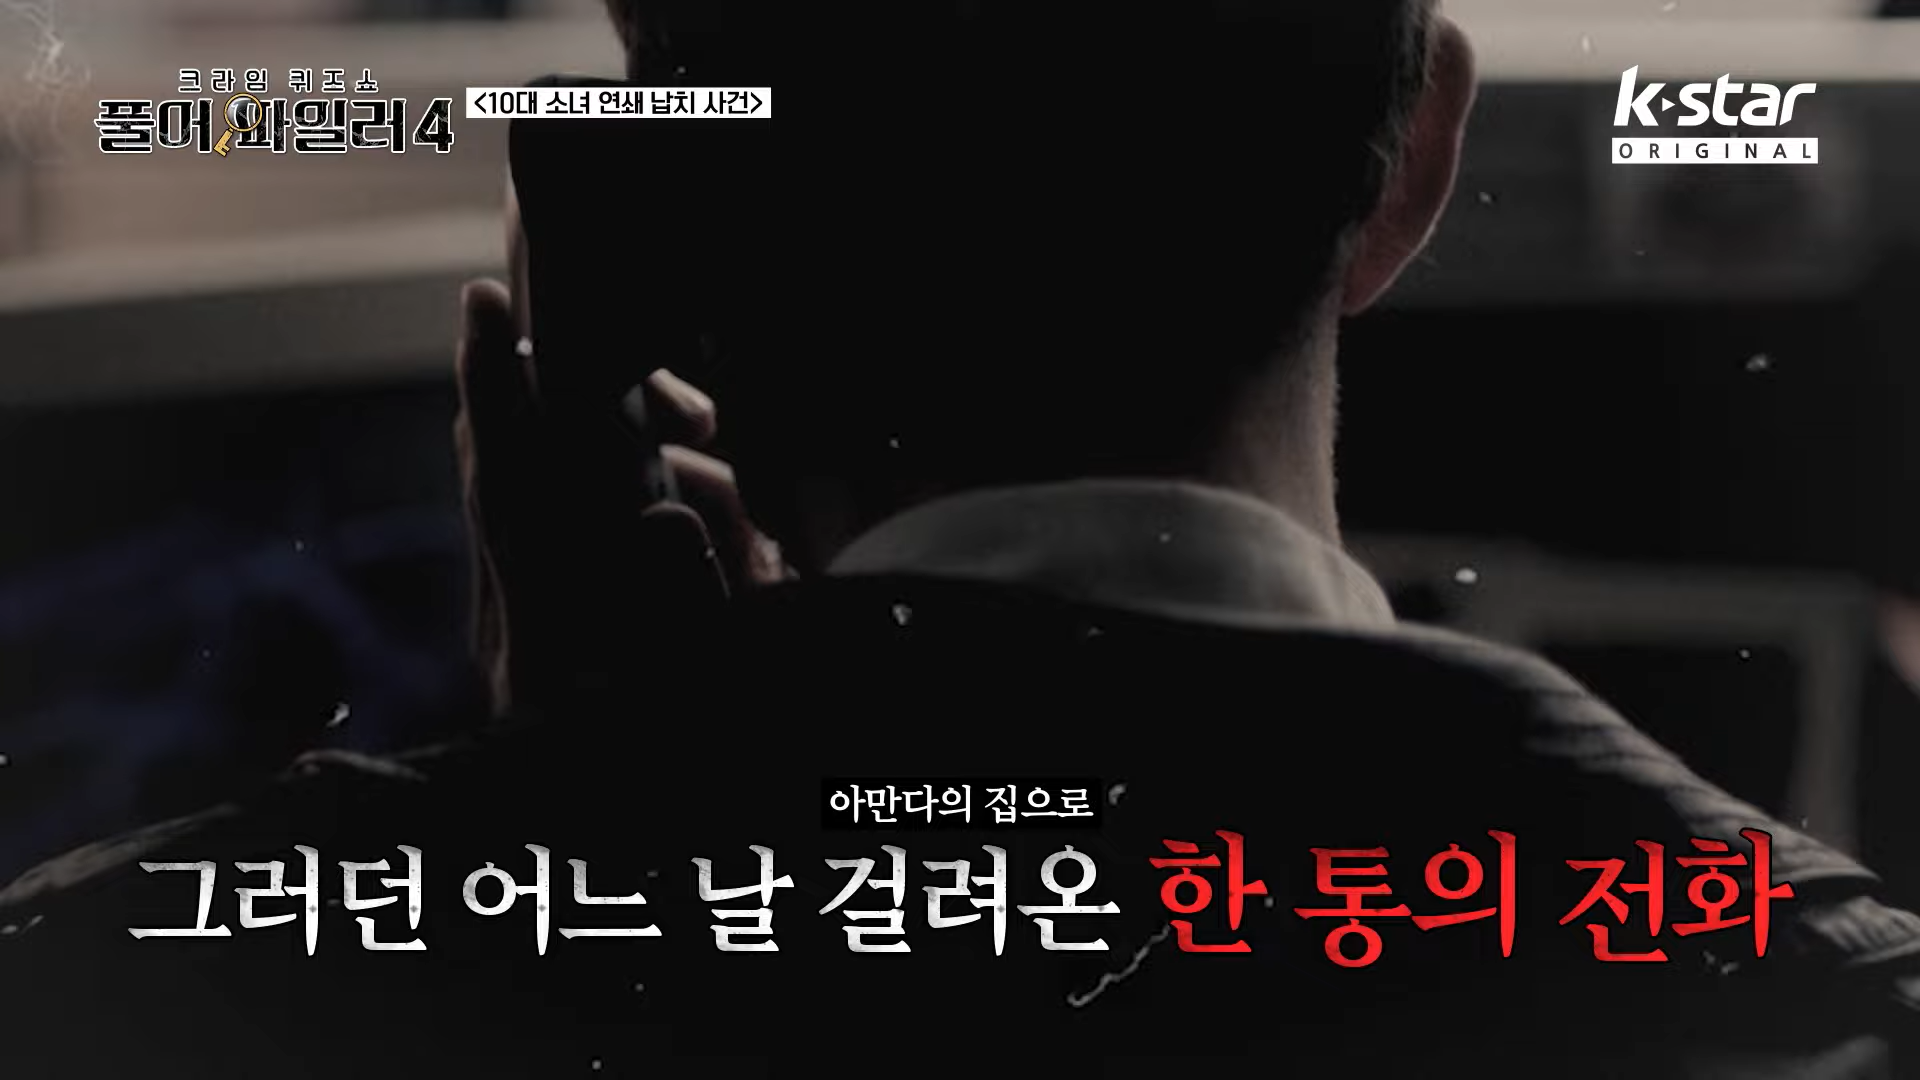 크라임 퀴즈쇼
풀어파일러4
<10대 소녀 연쇄 납치 사건>
k star
ORIGINAL
아만다의 집으로
그러던 어느 날 걸려온 한 통의 전화